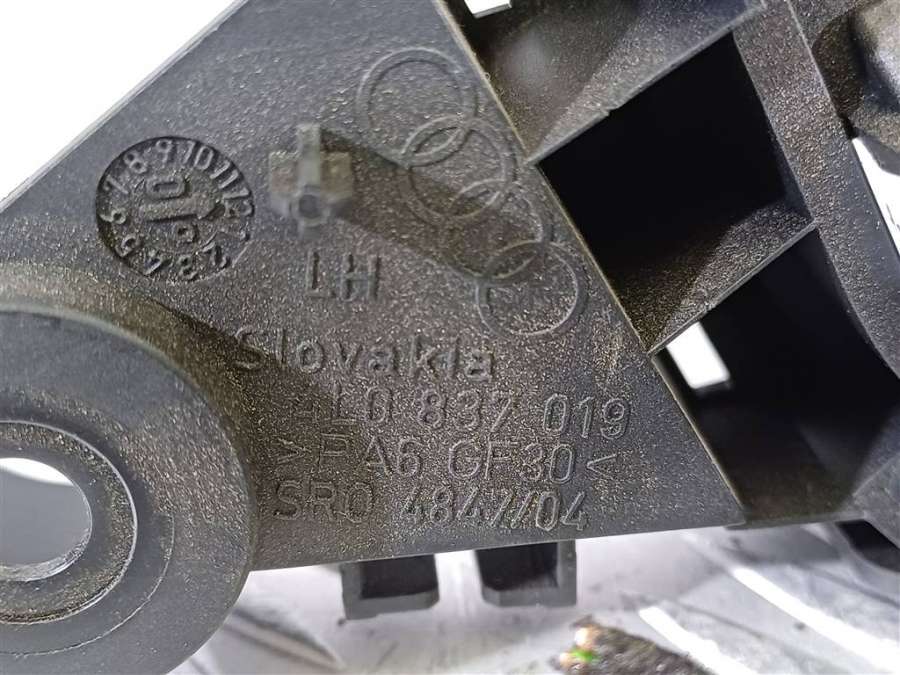 LH
Slovakia
4L0 837 019
>PA6 GF30<
SRO 4847/04